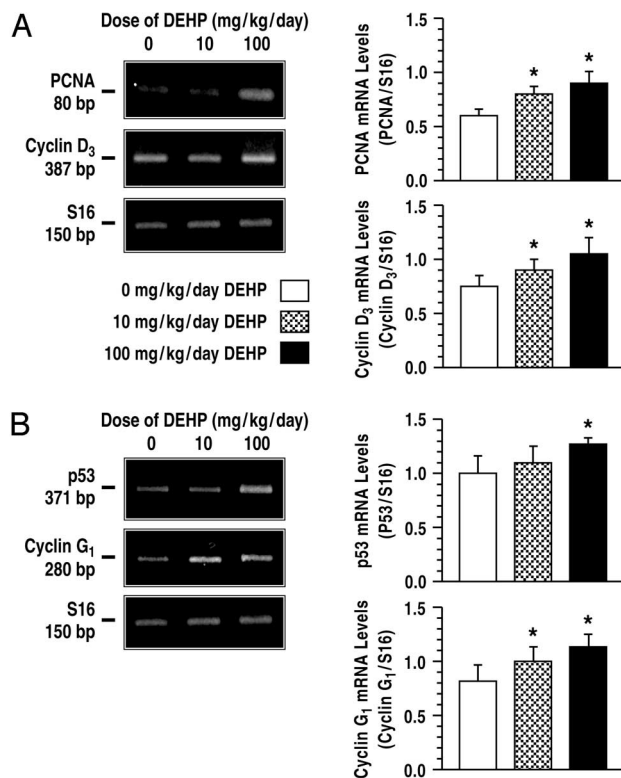 A
Dose of DEHP (mg/kg/day)
0 10 100
PCNA
80 bp
Cyclin D3
387 bp
S16
150 bp
0 mg/kg/day DEHP
10 mg/kg/day DEHP
100 mg/kg/day DEHP
PCNA mRNA Levels
(PCNA/S16)
1.5
1.0
0.5
0.0
* *
Cyclin D3 mRNA Levels
(Cyclin D3/S16)
1.5
1.0
0.5
0.0
* *
B
Dose of DEHP (mg/kg/day)
0 10 100
p53
371 bp
Cyclin G1
280 bp
S16
150 bp
p53 mRNA Levels
(P53/S16)
1.5
1.0
0.5
0.0
*
Cyclin G1 mRNA Levels
(Cyclin G1/S16)
1.5
1.0
0.5
0.0
* *